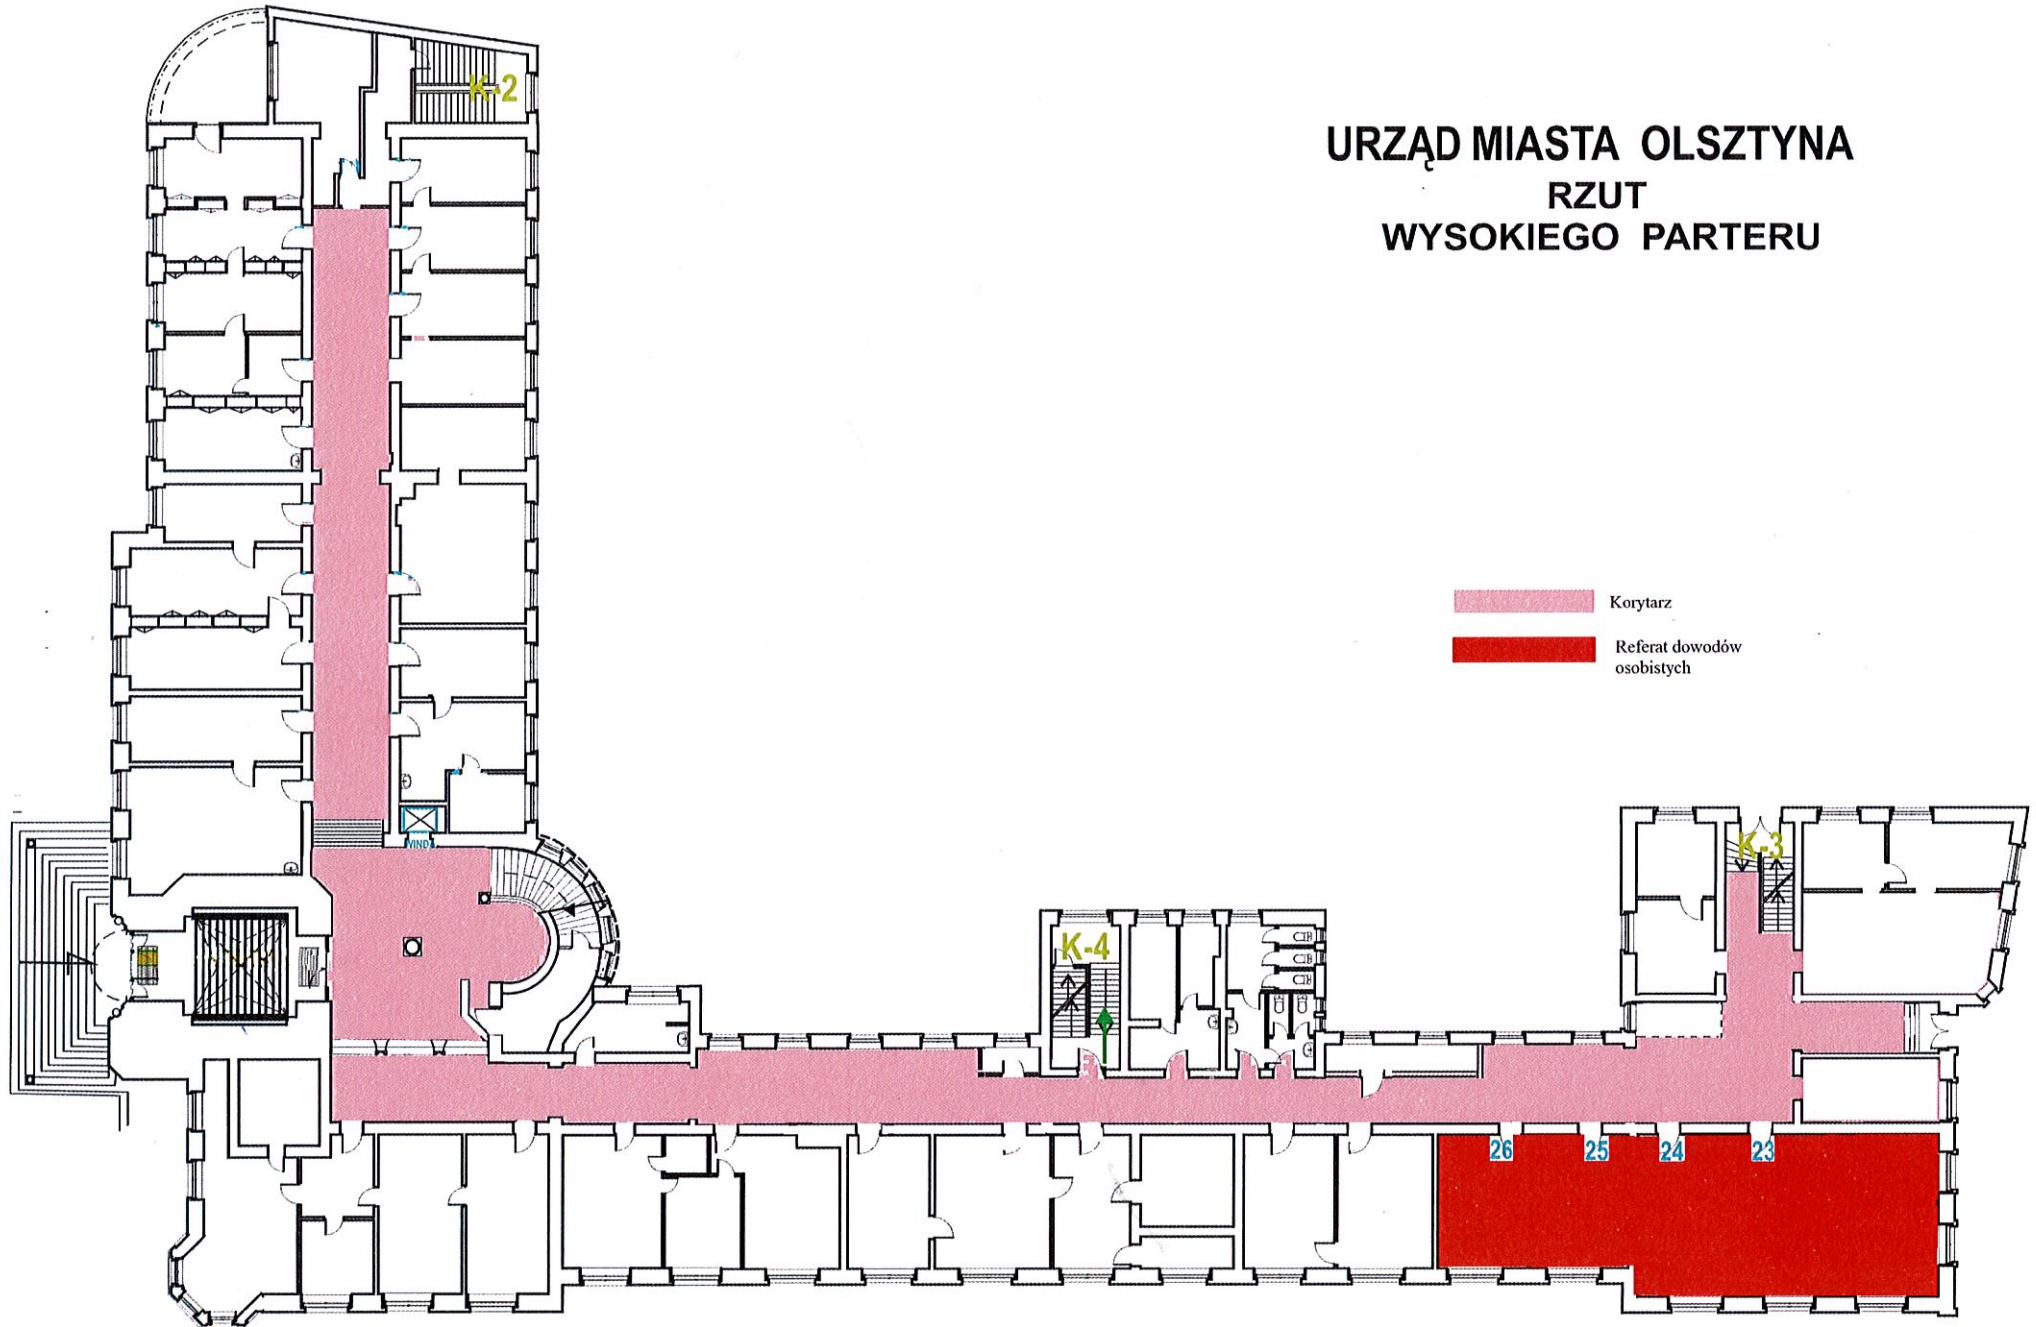 URZĄD MIASTA OLSZTYNA
RZUT
WYSOKIEGO PARTERU
K-2
Korytarz
Referat dowodów
osobistych
WINDA
K-3
K-4
26
25
24
23